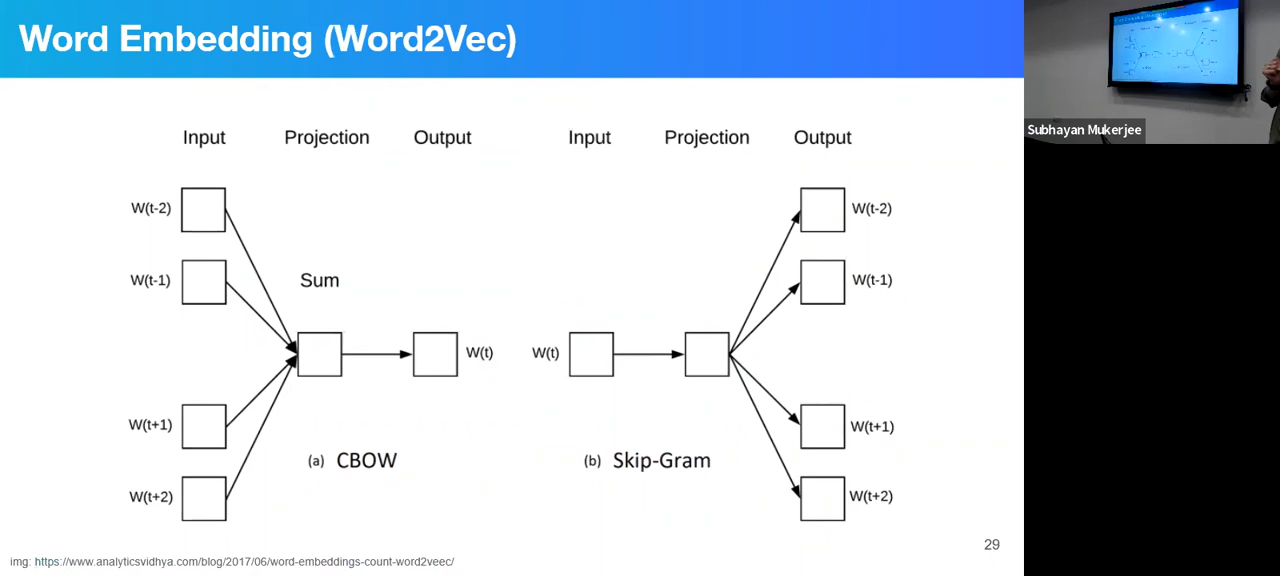 Word Embedding (Word2Vec)
Input Projection Output Input Projection Output
W(t-2)
W(t-1)
Sum
W(t)
W(t+1)
W(t+2)
(a) CBOW
W(t-2)
W(t-1)
W(t)
W(t+1)
W(t+2)
(b) Skip-Gram
29
img: https://www.analyticsvidhya.com/blog/2017/06/word-embeddings-count-word2veec/
Subhayan Mukerjee